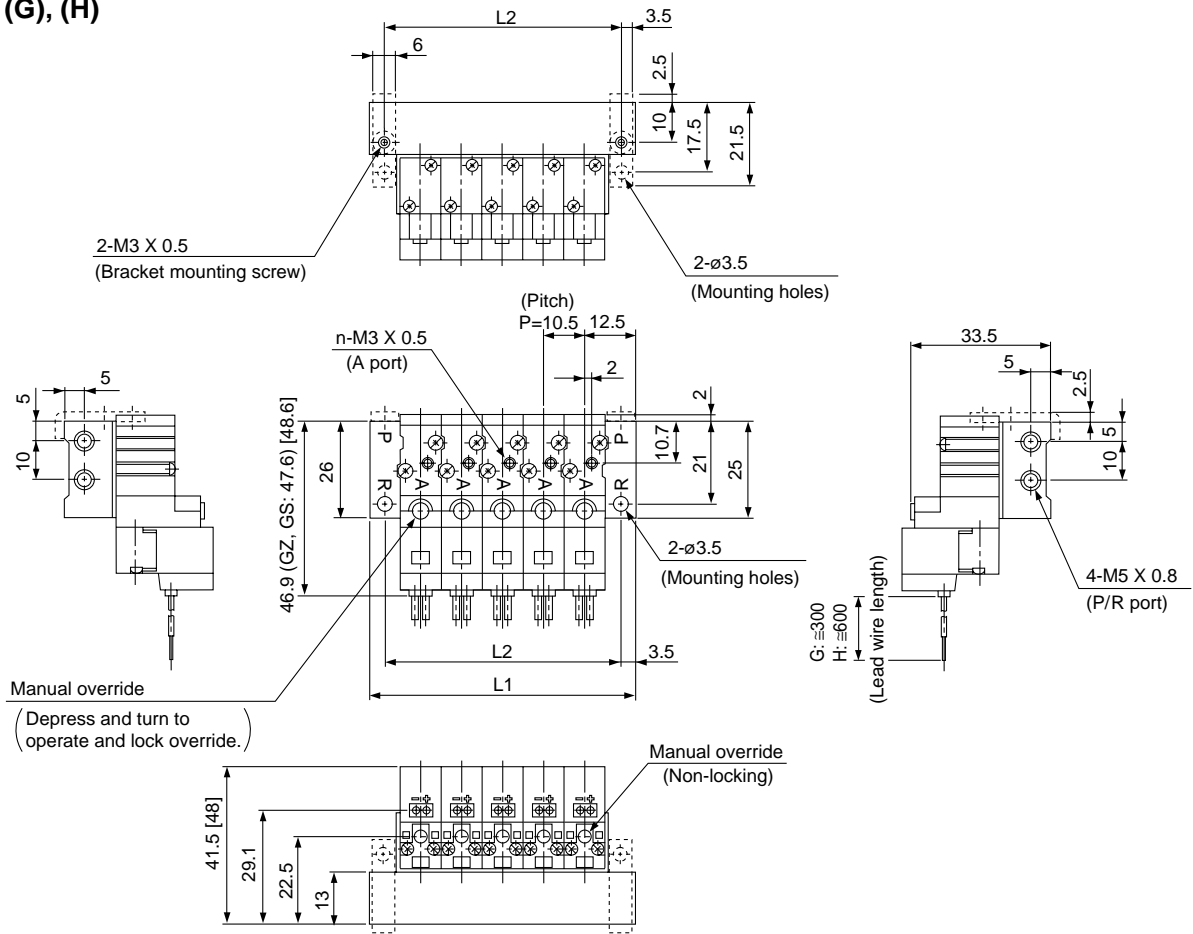 (G), (H)
L2
3.5
6
2.5
10
17.5
21.5
2-M3 X 0.5
(Bracket mounting screw)
2-ø3.5
(Mounting holes)
(Pitch)
P=10.5
12.5
n-M3 X 0.5
(A port)
2
2
10.7
21
25
26
46.9 (GZ, GS: 47.6) [48.6]
P
R
A A A A A
P
R
5
5
10
33.5
5
2.5
5
10
2-ø3.5
(Mounting holes)
4-M5 X 0.8
(P/R port)
G: ≅300
H: ≅600
(Lead wire length)
L2
3.5
L1
Manual override
(Depress and turn to
operate and lock override.)
Manual override
(Non-locking)
41.5 [48]
29.1
22.5
13
- + - + - + - + - +